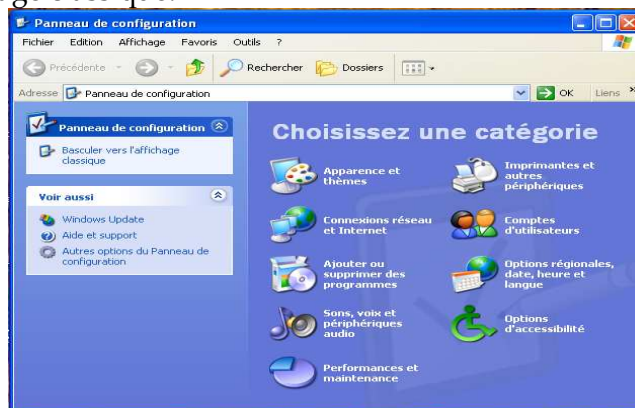 Panneau de configuration
Fichier Edition Affichage Favoris Outils ?
Précédente Rechercher Dossiers
Adresse Panneau de configuration OK Liens »
Panneau de configuration
Basculer vers l'affichage
classique
Voir aussi
Windows Update
Aide et support
Autres options du Panneau de
configuration
Choisissez une catégorie
Apparence et
thèmes
Imprimantes et
autres
périphériques
Connexions réseau
et Internet
Comptes
d'utilisateurs
Ajouter ou
supprimer des
programmes
Options régionales,
date, heure et
langue
Sons, voix et
périphériques
audio
Options
d'accessibilité
Performances et
maintenance